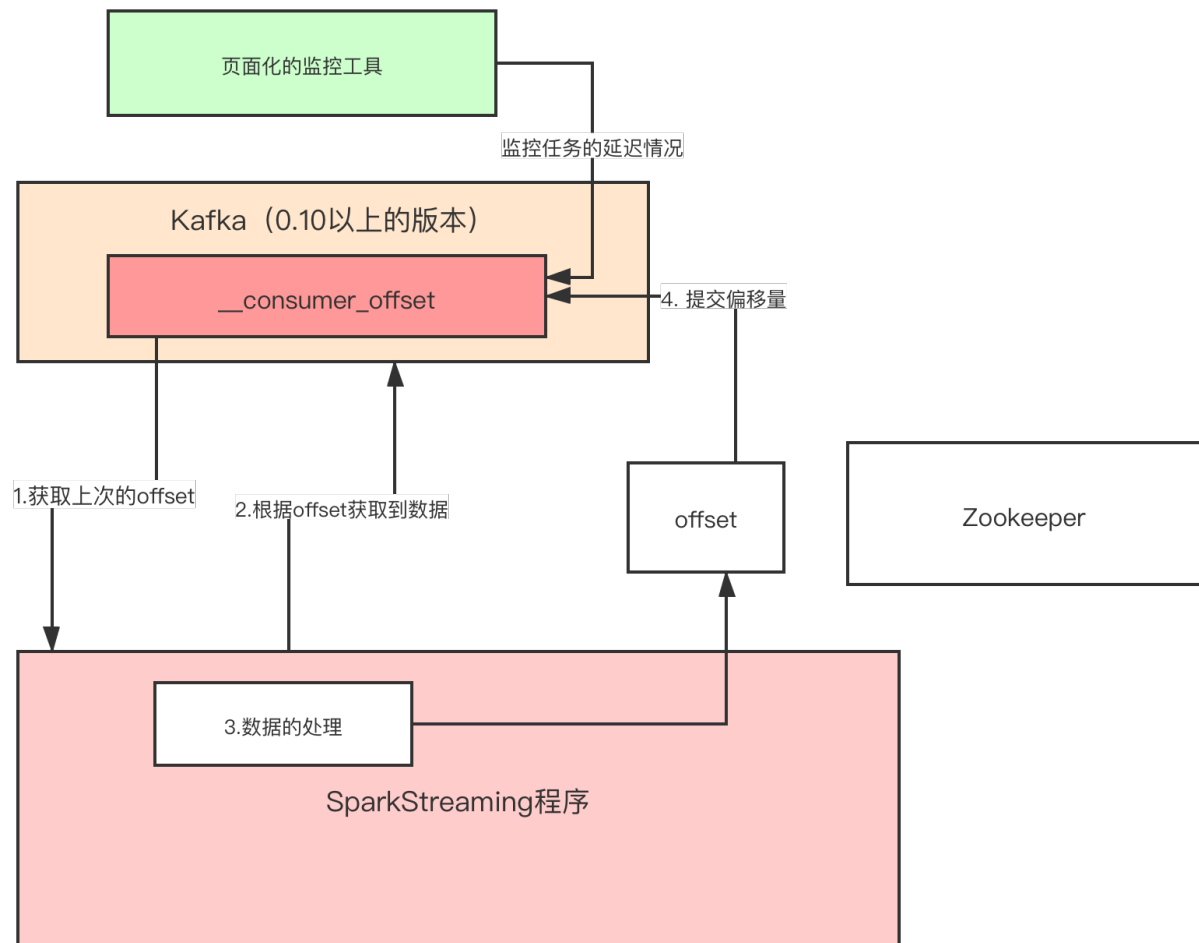 页面化的监控工具
监控任务的延迟情况
Kafka（0.10以上的版本）
__consumer_offset
4. 提交偏移量
1.获取上次的offset
2.根据offset获取到数据
offset
Zookeeper
3.数据的处理
SparkStreaming程序